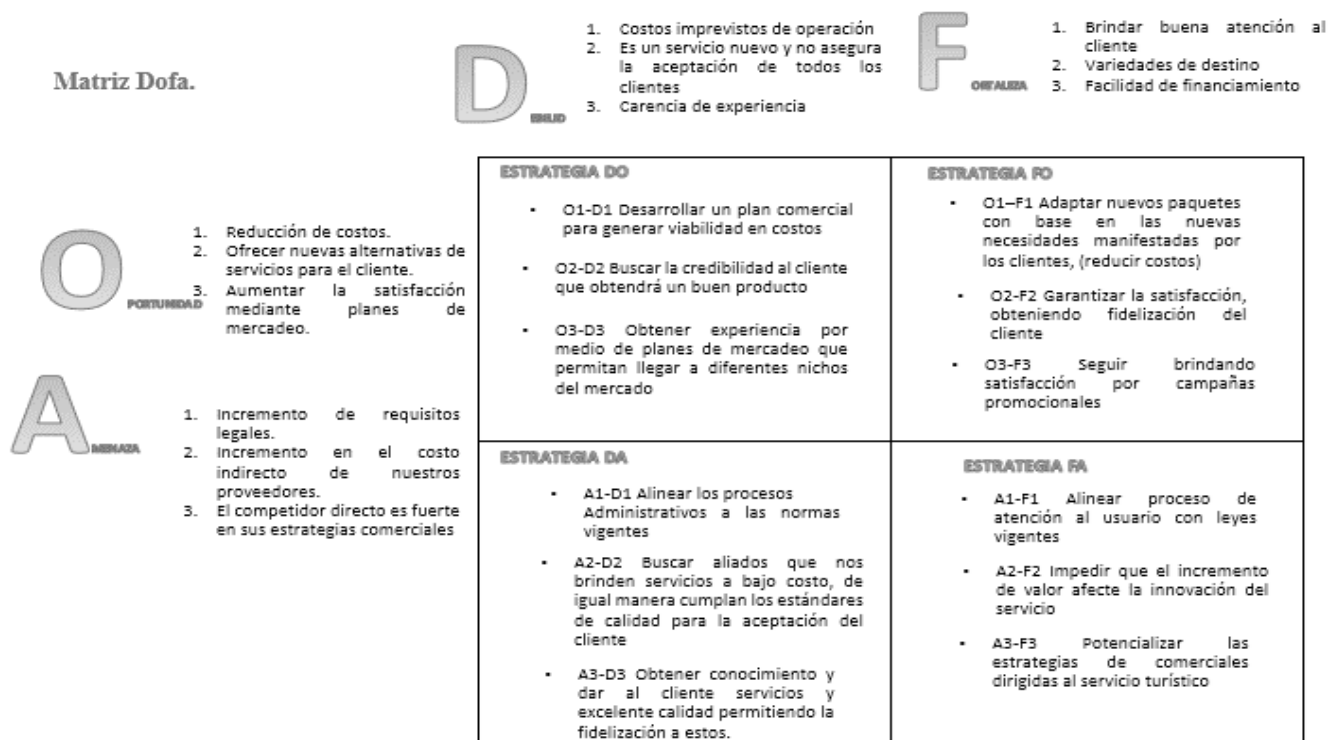 Matriz Dofa.
D
1. Costos imprevistos de operación
2. Es un servicio nuevo y no asegura
la aceptación de todos los
clientes
3. Carencia de experiencia
FORTALEZA
1. Brindar buena atención al
cliente
2. Variedades de destino
3. Facilidad de financiamiento
OPORTUNIDAD
1. Reducción de costos.
2. Ofrecer nuevas alternativas de
servicios para el cliente.
3. Aumentar la satisfacción
mediante planes de
mercadeo.
AMENAZA
1. Incremento de requisitos
legales.
2. Incremento en el costo
indirecto de nuestros
proveedores.
3. El competidor directo es fuerte
en sus estrategias comerciales
ESTRATEGIA DO
▪ O1-D1 Desarrollar un plan comercial
para generar viabilidad en costos
▪ O2-D2 Buscar la credibilidad al cliente
que obtendrá un buen producto
▪ O3-D3 Obtener experiencia por
medio de planes de mercadeo que
permitan llegar a diferentes nichos
del mercado
ESTRATEGIA FO
▪ O1–F1 Adaptar nuevos paquetes
con base en las nuevas
necesidades manifestadas por
los clientes, (reducir costos)
▪ O2-F2 Garantizar la satisfacción,
obteniendo fidelización del
cliente
▪ O3-F3 Seguir brindando
satisfacción por campañas
promocionales
ESTRATEGIA DA
▪ A1-D1 Alinear los procesos
Administrativos a las normas
vigentes
▪ A2-D2 Buscar aliados que nos
brinden servicios a bajo costo, de
igual manera cumplan los estándares
de calidad para la aceptación del
cliente
▪ A3-D3 Obtener conocimiento y
dar al cliente servicios y
excelente calidad permitiendo la
fidelización a estos.
ESTRATEGIA FA
▪ A1-F1 Alinear proceso de
atención al usuario con leyes
vigentes
▪ A2-F2 Impedir que el incremento
de valor afecte la innovación del
servicio
▪ A3-F3 Potencializar las
estrategias de comerciales
dirigidas al servicio turístico